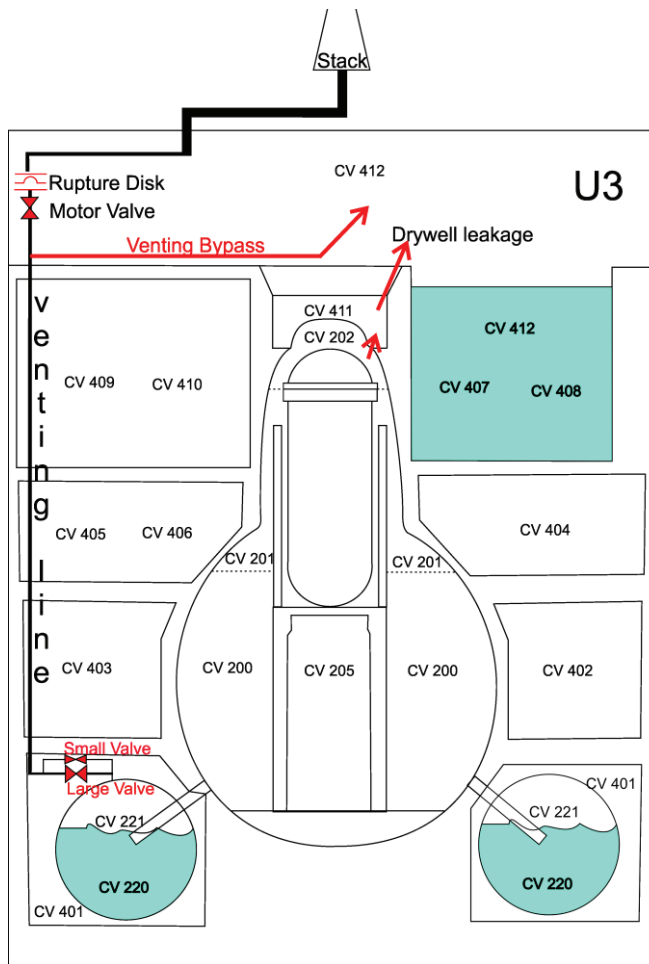 Stack
CV 412
U3
Rupture Disk
Motor Valve
Drywell leakage
Venting Bypass
venting line
CV 411
CV 202
CV 412
CV 409
CV 410
CV 407
CV 408
CV 405
CV 406
CV 404
CV 201
CV 201
CV 403
CV 200
CV 205
CV 200
CV 402
Small Valve
Large Valve
CV 401
CV 221
CV 221
CV 220
CV 220
CV 401